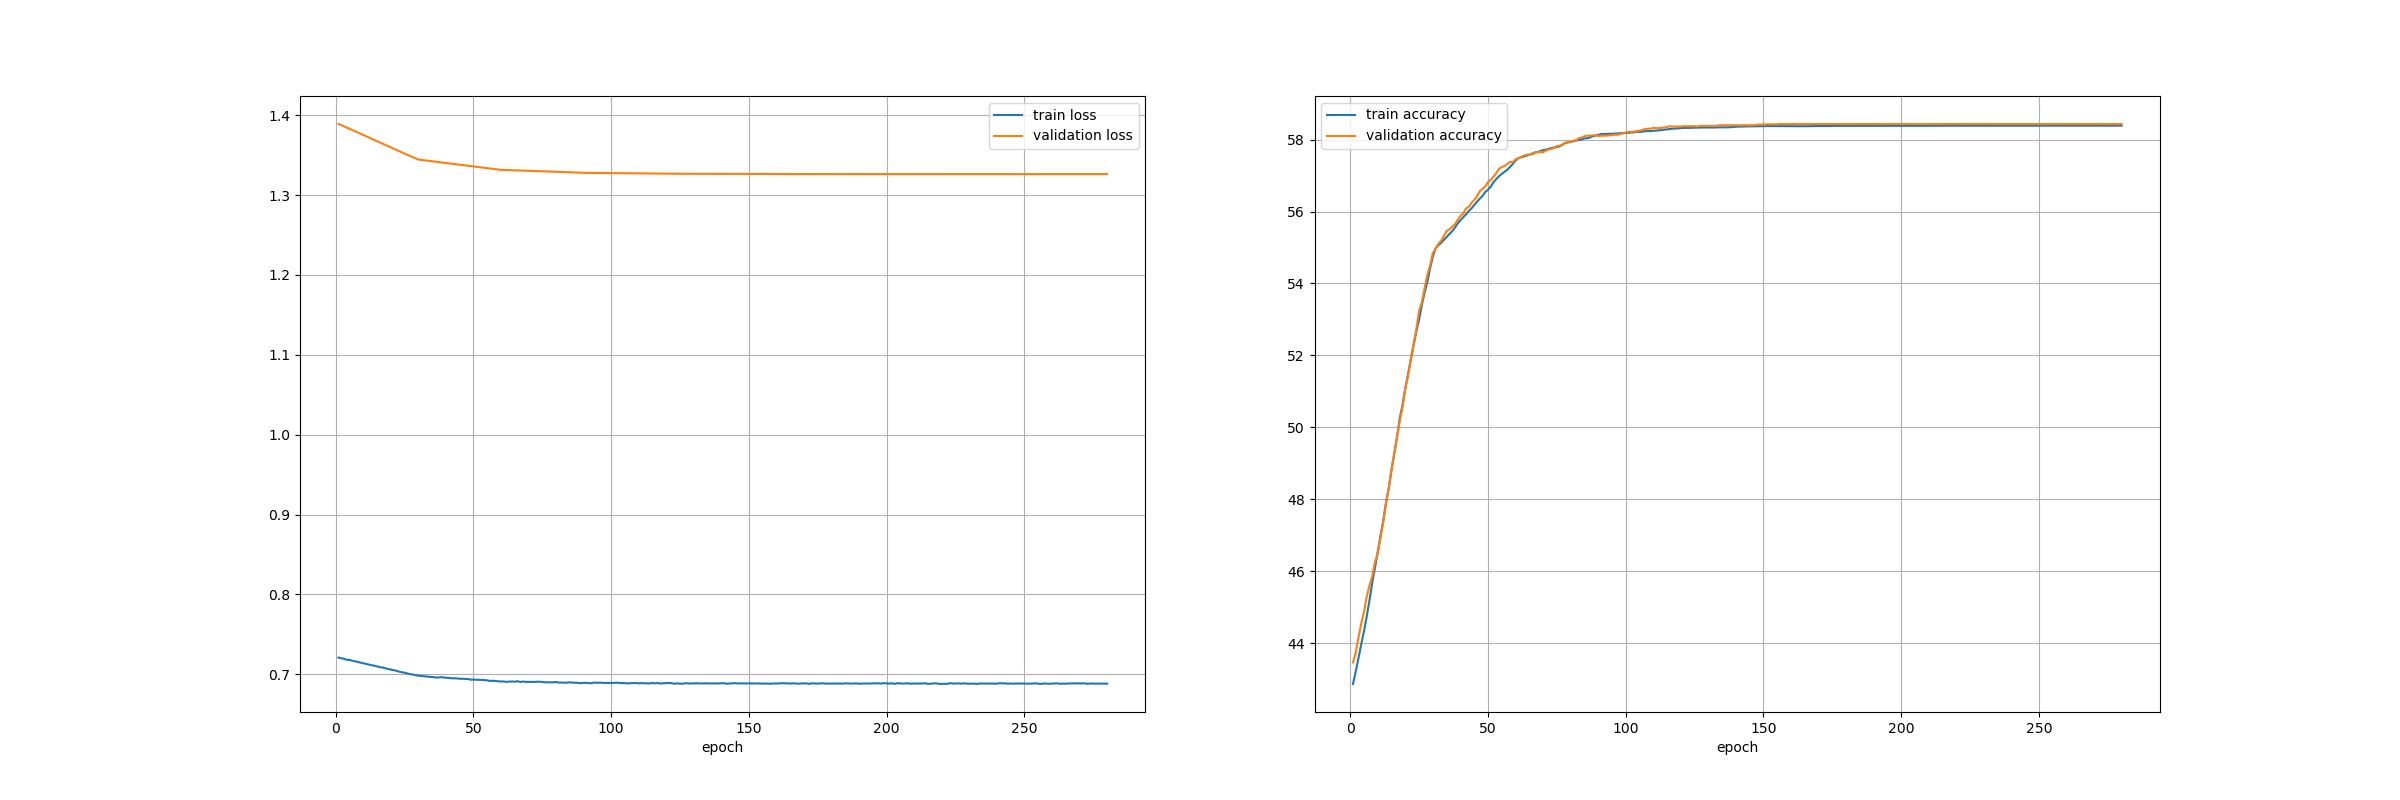 train loss
validation loss
1.4
1.3
1.2
1.1
1.0
0.9
0.8
0.7
0 50 100 150 200 250
epoch
train accuracy
validation accuracy
58
56
54
52
50
48
46
44
0 50 100 150 200 250
epoch